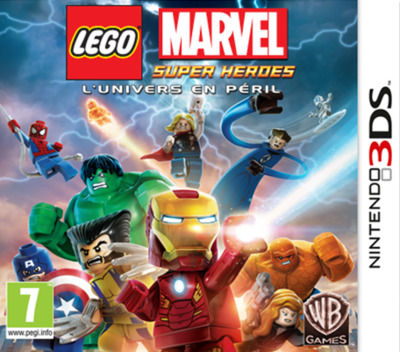 LEGO
MARVEL
SUPER HEROES
L'UNIVERS EN PÉRIL
NINTENDO 3DS
7
www.pegi.info
WB
GAMES